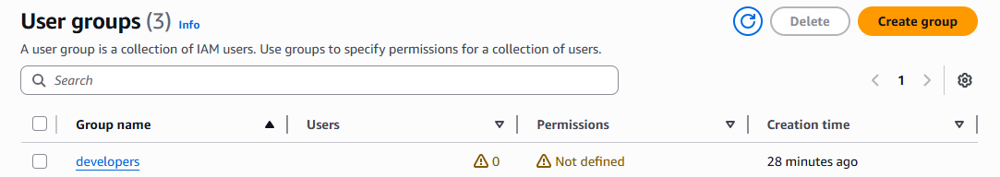 User groups (3) Info
Delete
Create group
A user group is a collection of IAM users. Use groups to specify permissions for a collection of users.
Search
1
Group name Users Permissions Creation time
developers 0 Not defined 28 minutes ago